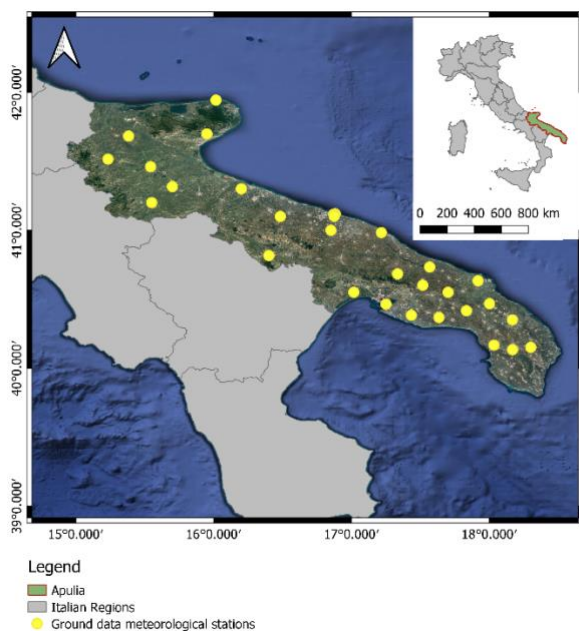 0 200 400 600 800 km
42°0.000'
41°0.000'
40°0.000'
39°0.000'
15°0.000' 16°0.000' 17°0.000' 18°0.000'
Legend
Apulia
Italian Regions
Ground data meteorological stations